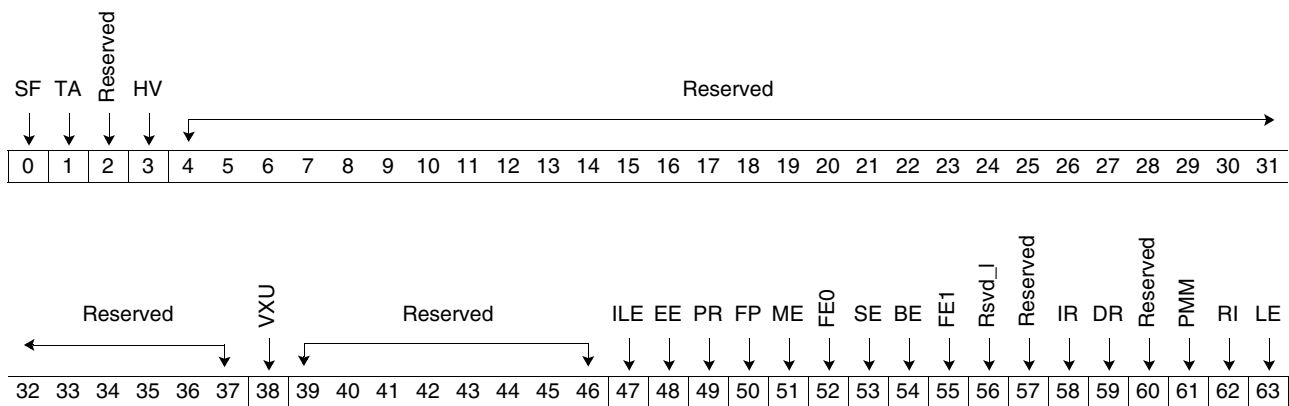 SF TA Reserved HV Reserved
0 1 2 3 4 5 6 7 8 9 10 11 12 13 14 15 16 17 18 19 20 21 22 23 24 25 26 27 28 29 30 31
Reserved VXU Reserved ILE EE PR FP ME FE0 SE BE FE1 Rsvd_I Reserved IR DR Reserved PMM RI LE
32 33 34 35 36 37 38 39 40 41 42 43 44 45 46 47 48 49 50 51 52 53 54 55 56 57 58 59 60 61 62 63